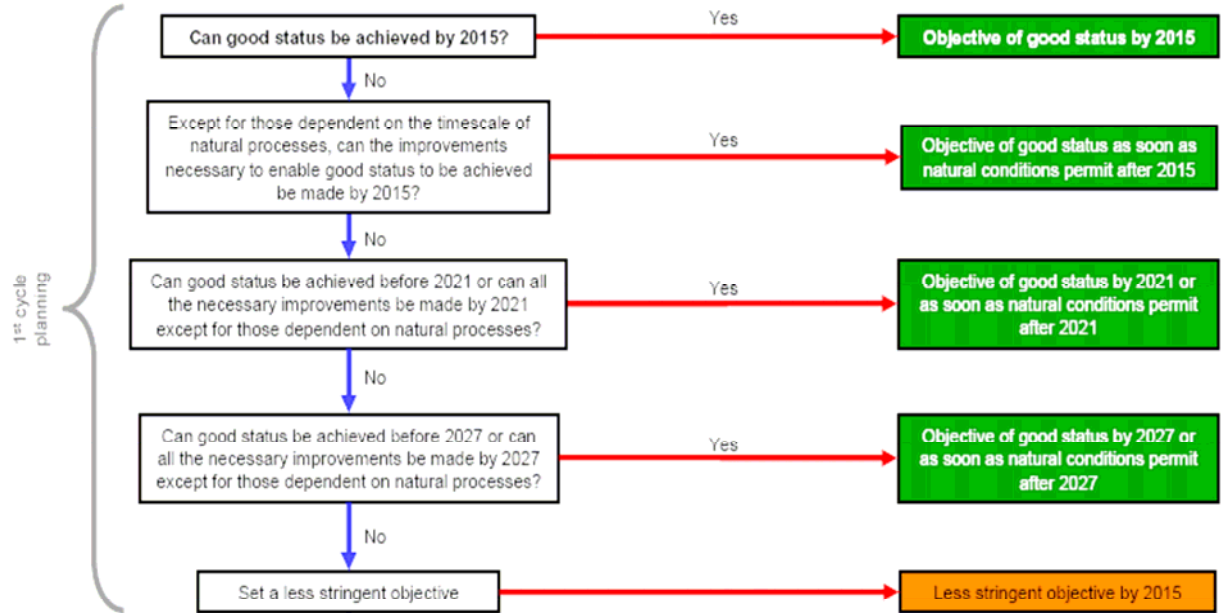 Can good status be achieved by 2015?
Yes
Objective of good status by 2015
No
Except for those dependent on the timescale of
natural processes, can the improvements
necessary to enable good status to be achieved
be made by 2015?
Yes
Objective of good status as soon as
natural conditions permit after 2015
No
1st cycle
planning
Can good status be achieved before 2021 or can all
the necessary improvements be made by 2021
except for those dependent on natural processes?
Yes
Objective of good status by 2021 or
as soon as natural conditions permit
after 2021
No
Can good status be achieved before 2027 or can
all the necessary improvements be made by 2027
except for those dependent on natural processes?
Yes
Objective of good status by 2027 or
as soon as natural conditions permit
after 2027
No
Set a less stringent objective
Less stringent objective by 2015